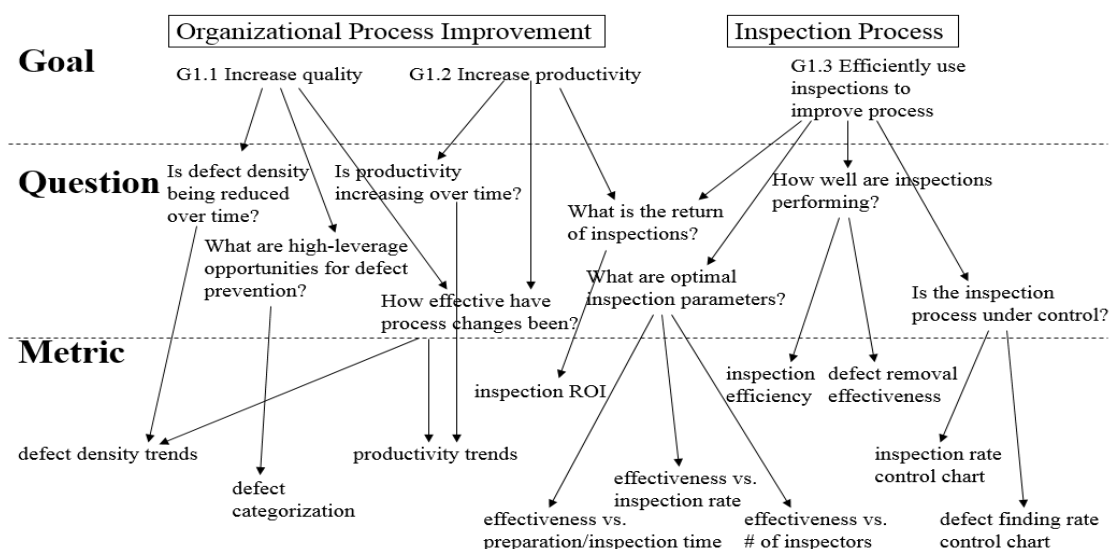 Organizational Process Improvement
Inspection Process
Goal
G1.1 Increase quality
G1.2 Increase productivity
G1.3 Efficiently use
inspections to
improve process
Question
Is defect density
being reduced
over time?
Is productivity
increasing over time?
How well are inspections
performing?
What is the return
of inspections?
What are high-leverage
opportunities for defect
prevention?
What are optimal
inspection parameters?
How effective have
process changes been?
Is the inspection
process under control?
Metric
inspection ROI
inspection
efficiency
defect removal
effectiveness
defect density trends
productivity trends
inspection rate
control chart
defect
categorization
effectiveness vs.
inspection rate
effectiveness vs.
preparation/inspection time
effectiveness vs.
# of inspectors
defect finding rate
control chart